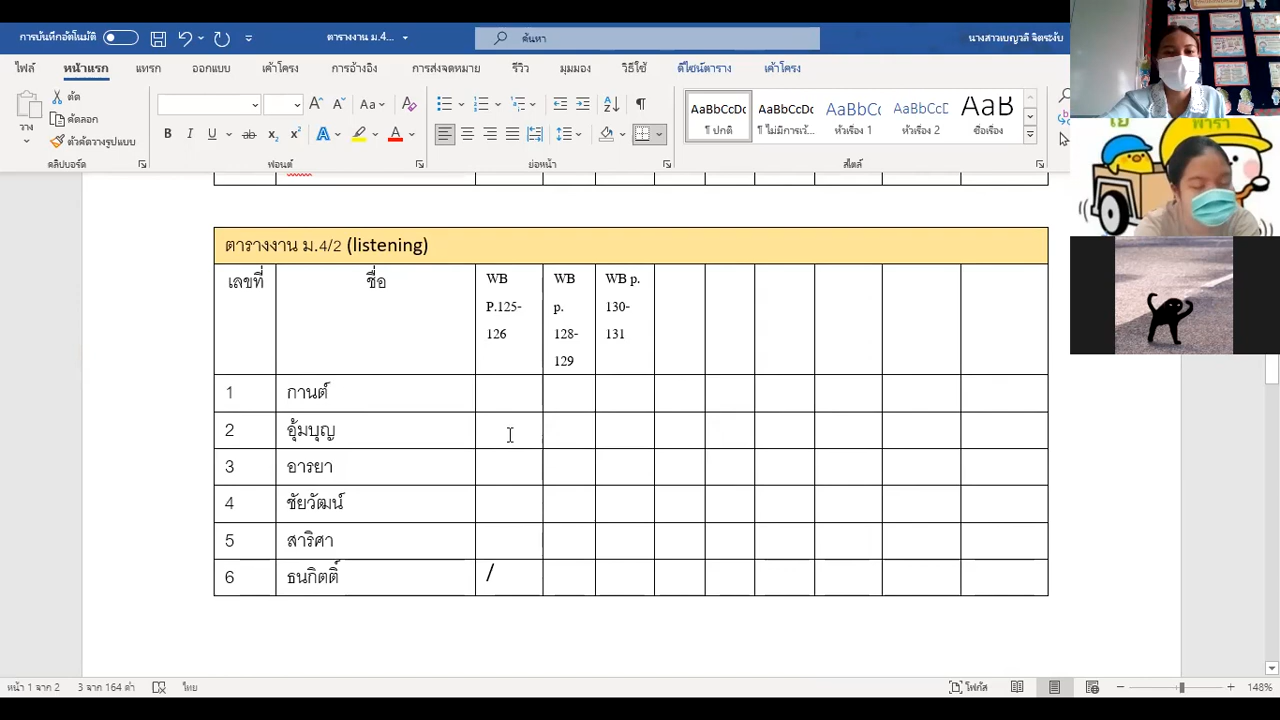 การบันทึกอัตโนมัติ
ตารางงาน ม.4...
ค้นหา
นางสาวเบญวลี จิตระงับ
ไฟล์ หน้าแรก แทรก ออกแบบ เค้าโครง การอ้างอิง การส่งจดหมาย รีวิว มุมมอง วิธีใช้ ดีไซน์ตาราง เค้าโครง
วาง
ตัด
คัดลอก
ตัวคัดวางรูปแบบ
AaBbCcDc AaBbCcDc AaBbCc AaBbCcD AaB
¶ ปกติ ¶ ไม่มีการเว้... หัวเรื่อง 1 หัวเรื่อง 2 ชื่อเรื่อง
คลิปบอร์ด ฟอนต์ ย่อหน้า สไตล์
พารา
ตารางงาน ม.4/2 (listening)
เลขที่ ชื่อ WB P.125-126 WB p. 128-129 WB p. 130-131
1 กานต์
2 อุ้มบุญ
3 อารยา
4 ชัยวัฒน์
5 สาริศา
6 ธนกิตติ์ /
หน้า 1 จาก 2 3 จาก 164 คำ ไทย โฟกัส 148%